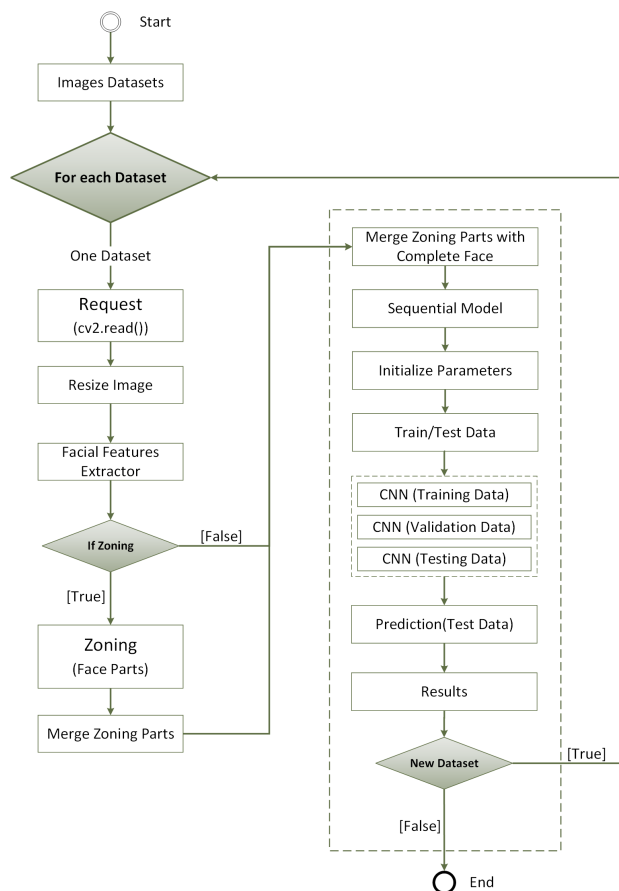 Start
Images Datasets
For each Dataset
One Dataset
Request
(cv2.read())
Resize Image
Facial Features
Extractor
If Zoning
[False]
[True]
Zoning
(Face Parts)
Merge Zoning Parts
Merge Zoning Parts with
Complete Face
Sequential Model
Initialize Parameters
Train/Test Data
CNN (Training Data)
CNN (Validation Data)
CNN (Testing Data)
Prediction(Test Data)
Results
New Dataset
[True]
[False]
End